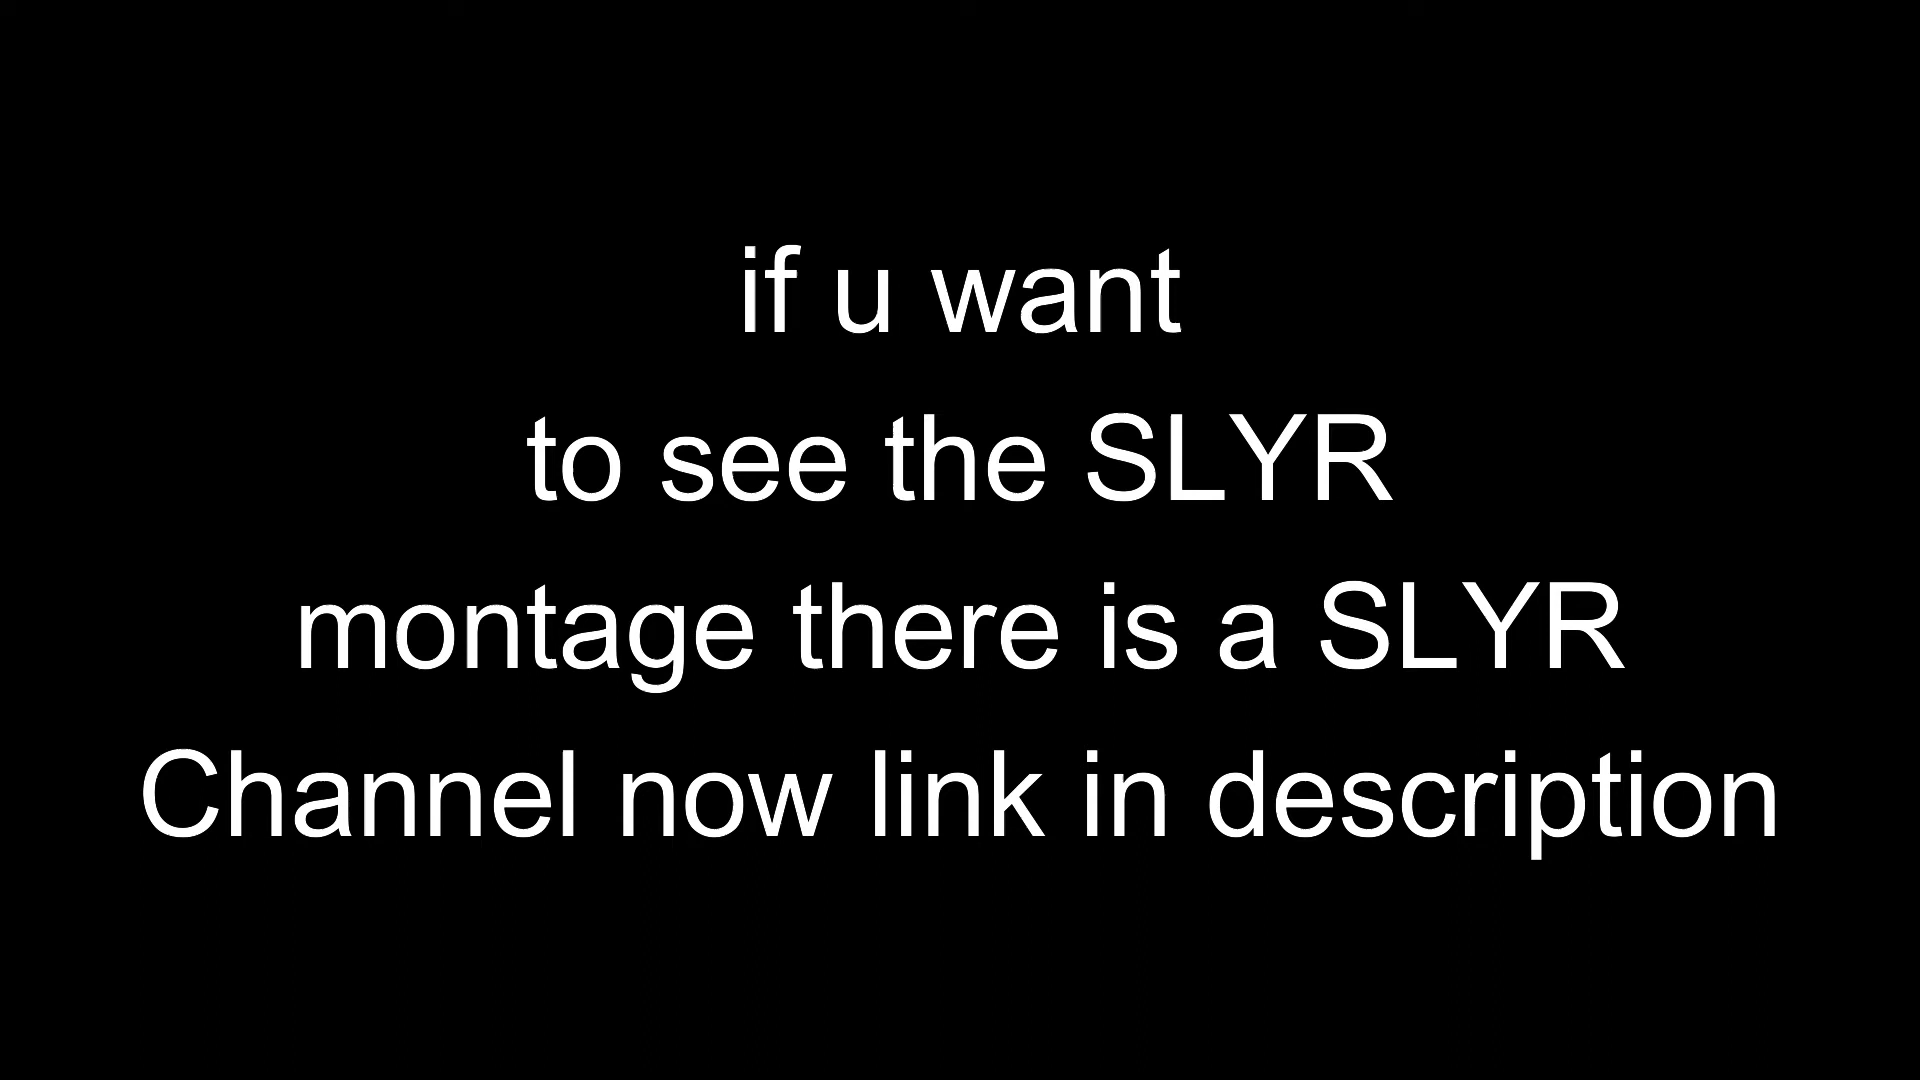 if u want
to see the SLYR
montage there is a SLYR
Channel now link in description